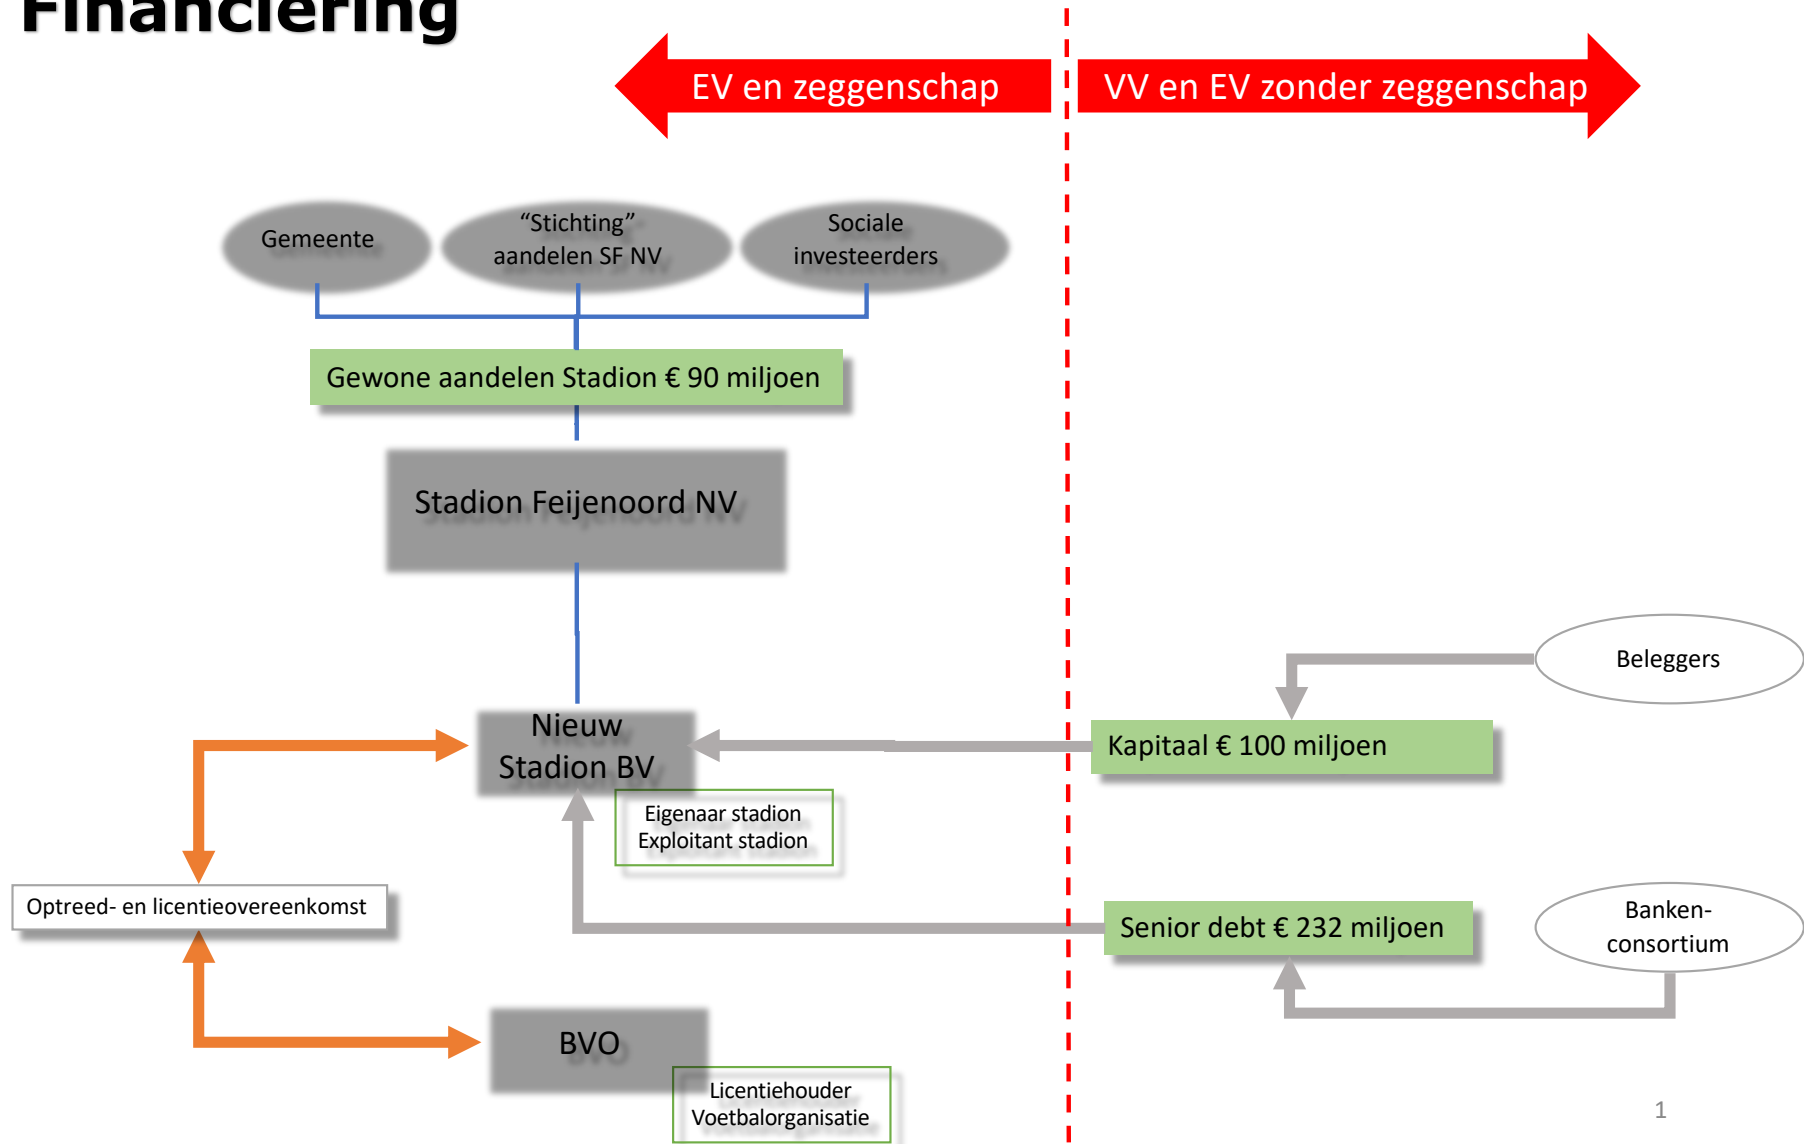 Financiering
EV en zeggenschap
VV en EV zonder zeggenschap
Gemeente
“Stichting”
aandelen SF NV
Sociale
investeerders
Gewone aandelen Stadion € 90 miljoen
Stadion Feijenoord NV
Beleggers
Nieuw
Stadion BV
Kapitaal € 100 miljoen
Eigenaar stadion
Exploitant stadion
Optreed- en licentieovereenkomst
Senior debt € 232 miljoen
Banken-
consortium
BVO
Licentiehouder
Voetbalorganisatie
1